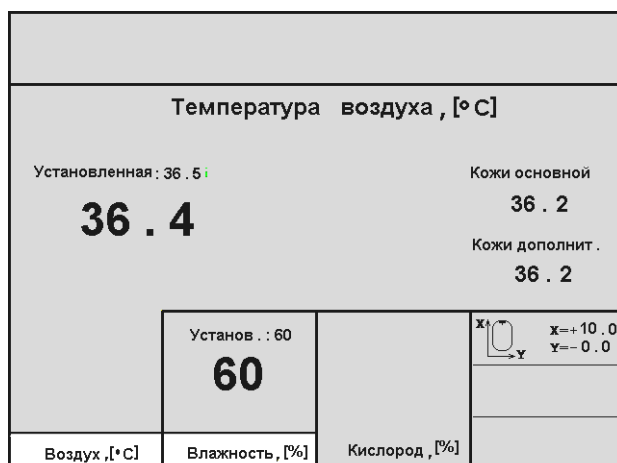 Температура воздуха , [°C]
Установленная : 36 . 5
36 . 4
Кожи основной
36 . 2
Кожи дополнит .
36 . 2
Установ . : 60
60
X
Y
X=+10.0
Y=-0.0
Воздух ,[°C]
Влажность, [%]
Кислород , [%]